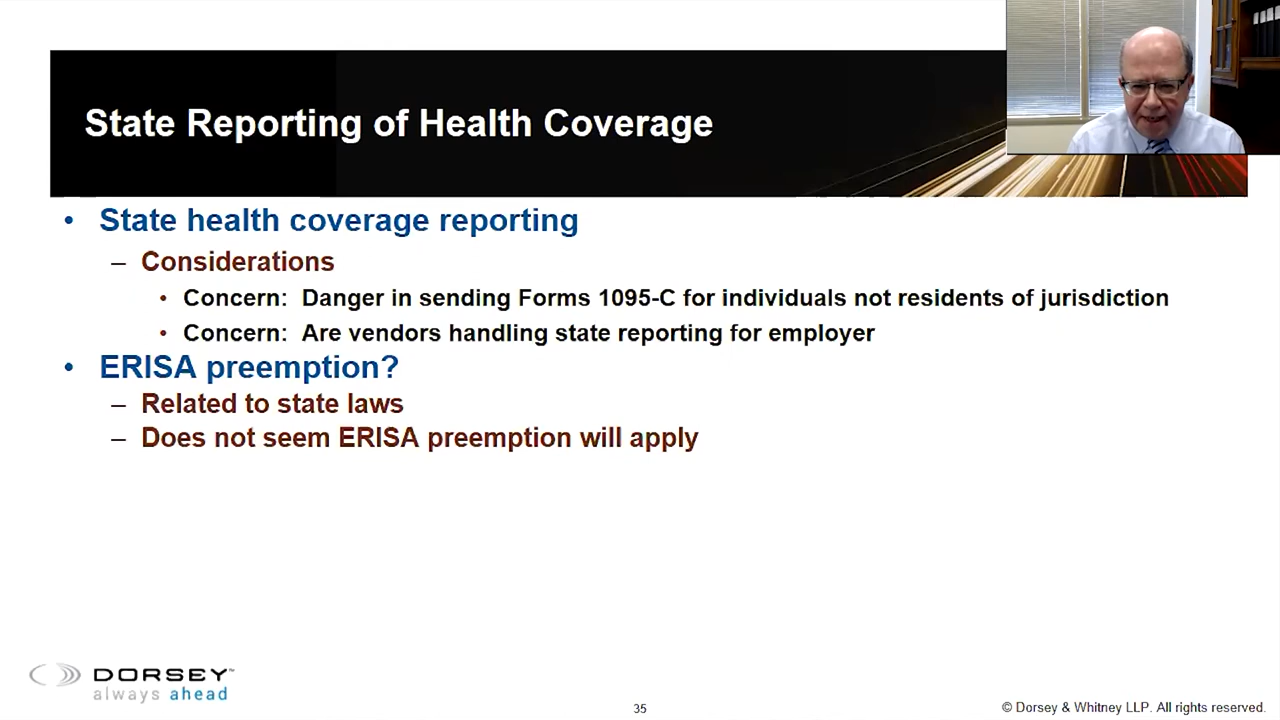 State Reporting of Health Coverage
• State health coverage reporting
– Considerations
• Concern: Danger in sending Forms 1095-C for individuals not residents of jurisdiction
• Concern: Are vendors handling state reporting for employer
• ERISA preemption?
– Related to state laws
– Does not seem ERISA preemption will apply
DORSEY™
always ahead
35
© Dorsey & Whitney LLP. All rights reserved.